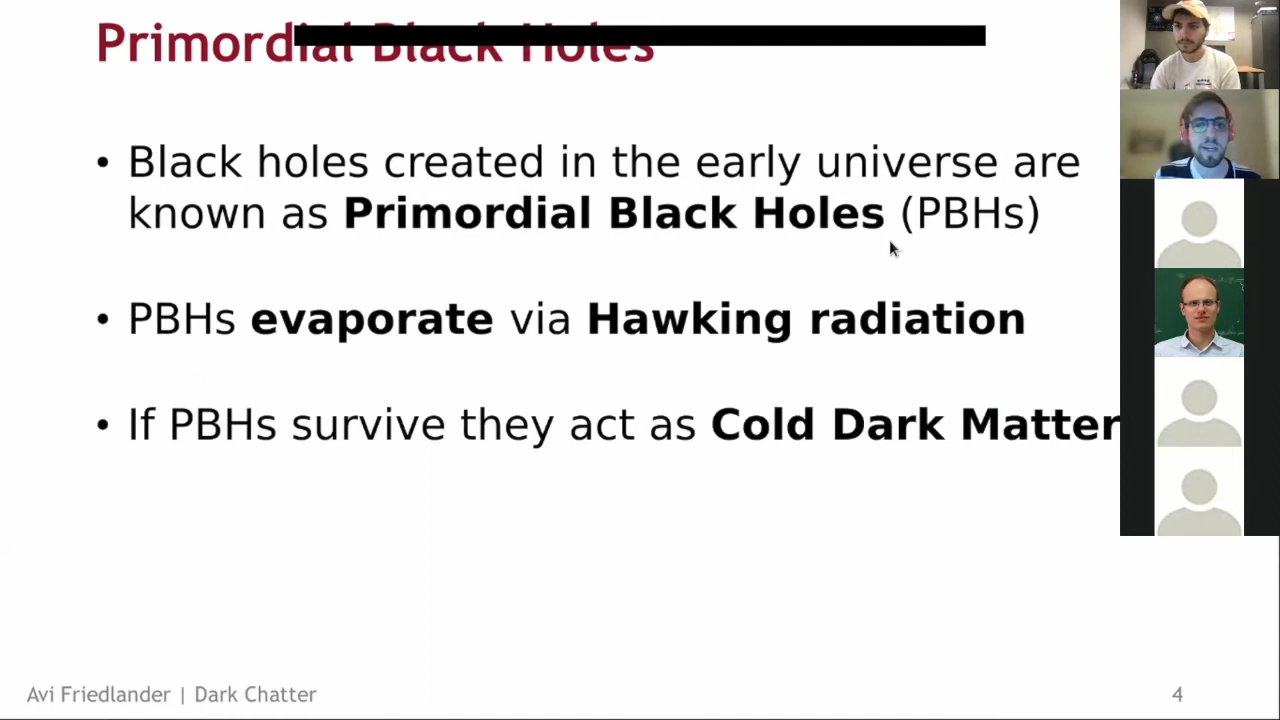 Primordial Black Holes
• Black holes created in the early universe are
known as Primordial Black Holes (PBHs)
• PBHs evaporate via Hawking radiation
• If PBHs survive they act as Cold Dark Matter
Avi Friedlander | Dark Chatter
4